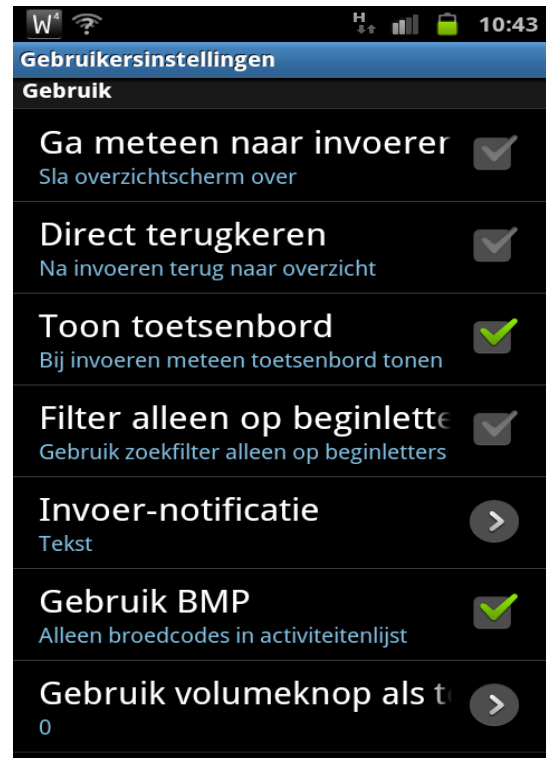 W4 H 10:43
Gebruikersinstellingen
Gebruik
Ga meteen naar invoeren
Sla overzichtscherm over
Direct terugkeren
Na invoeren terug naar overzicht
Toon toetsenbord
Bij invoeren meteen toetsenbord tonen
Filter alleen op beginlette
Gebruik zoekfilter alleen op beginletters
Invoer-notificatie
Tekst
Gebruik BMP
Alleen broedcodes in activiteitenlijst
Gebruik volumeknop als t
0